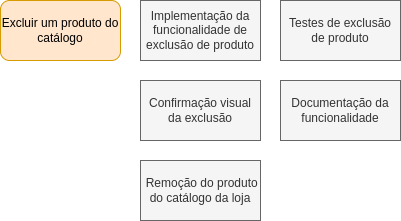 Excluir um produto do
catálogo
Implementação da
funcionalidade de
exclusão de produto
Testes de exclusão
de produto
Confirmação visual
da exclusão
Documentação da
funcionalidade
Remoção do produto
do catálogo da loja